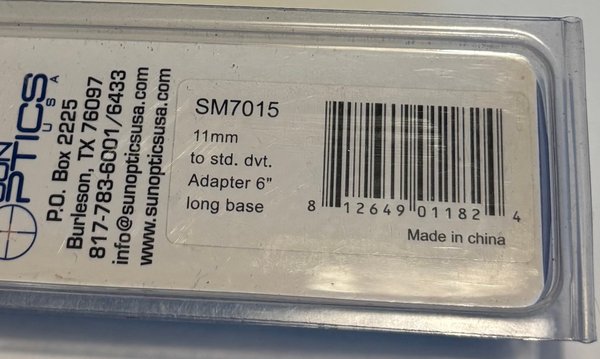 SUN
OPTICS
USA
P.O. Box 2225
Burleson, TX 76097
817-783-6001/6433
info@sunopticsusa.com
www.sunopticsusa.com
SM7015
11mm
to std. dvt.
Adapter 6"
long base
8 12649 01182 4
Made in china